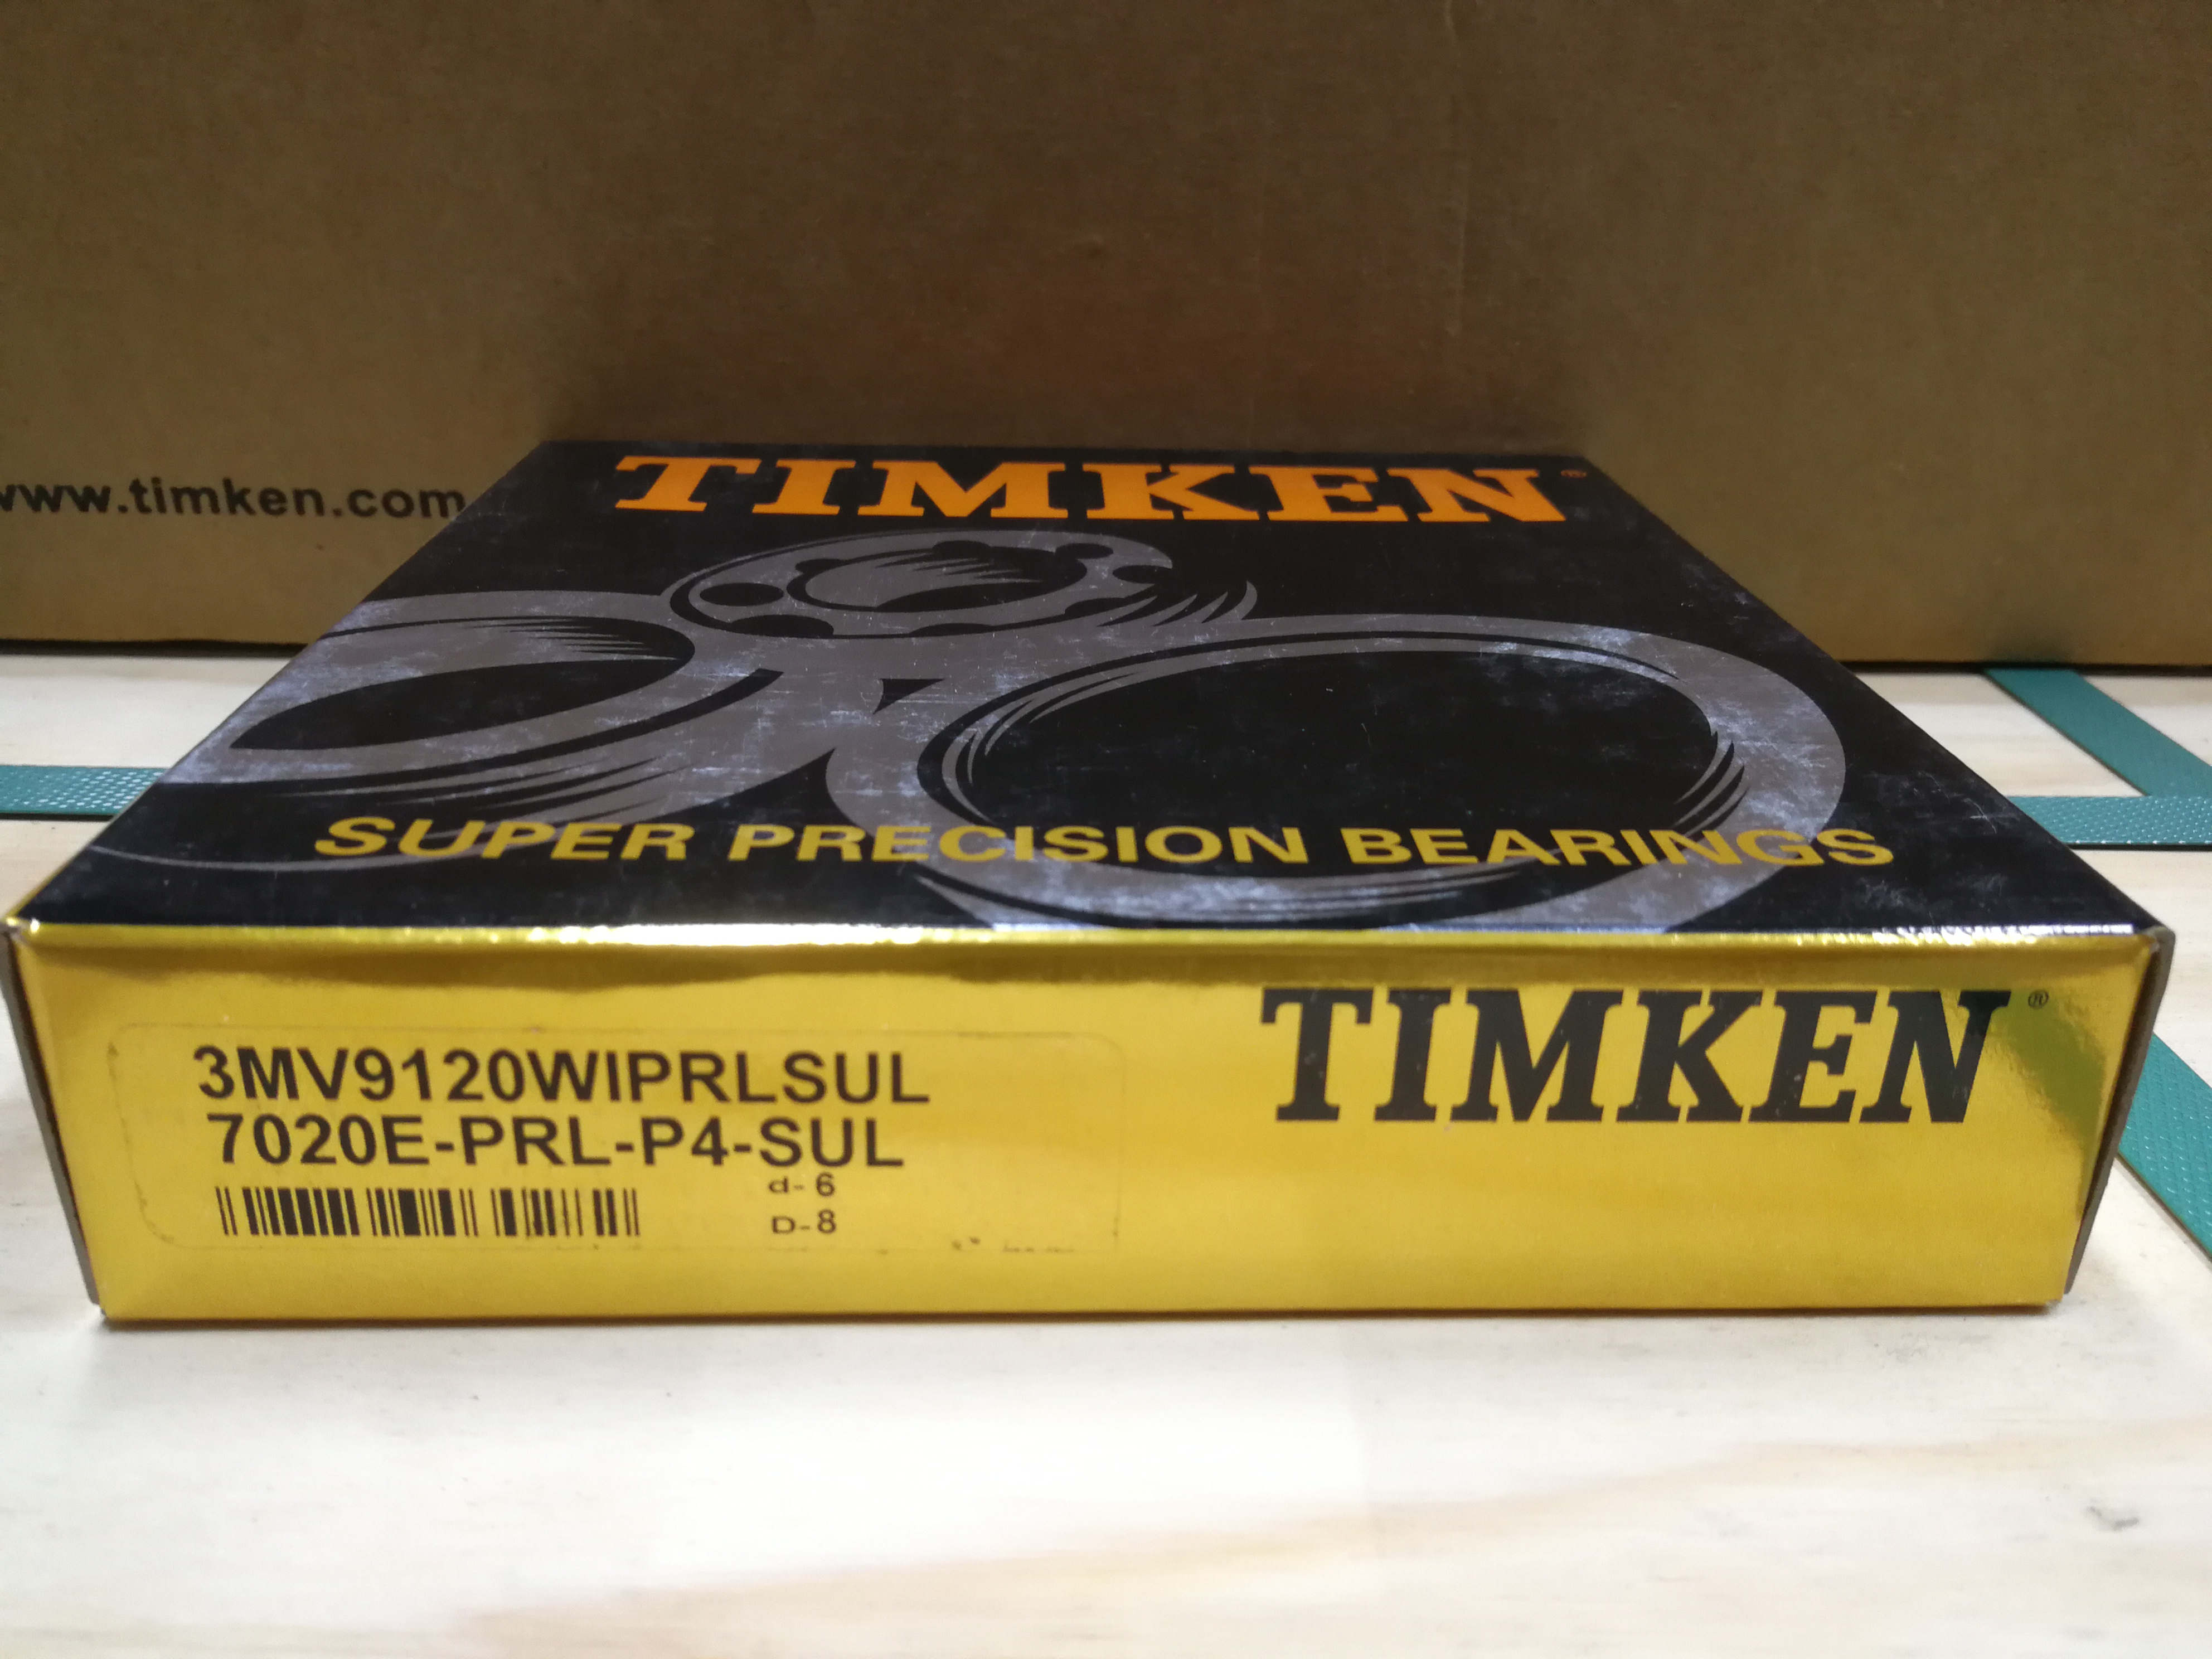 www.timken.com
TIMKEN®
SUPER PRECISION BEARINGS
TIMKEN®
3MV9120WIPRLSUL
7020E-PRL-P4-SUL
d-6
D-8